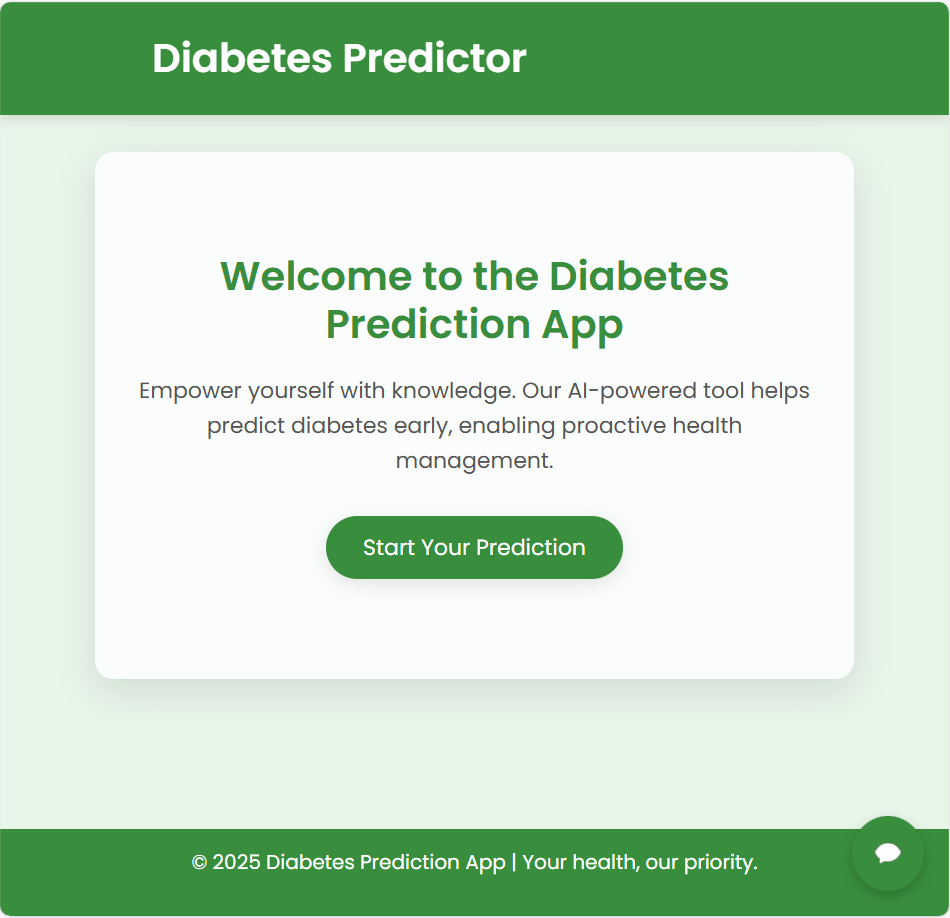 Diabetes Predictor
Welcome to the Diabetes
Prediction App
Empower yourself with knowledge. Our AI-powered tool helps
predict diabetes early, enabling proactive health
management.
Start Your Prediction
© 2025 Diabetes Prediction App | Your health, our priority.